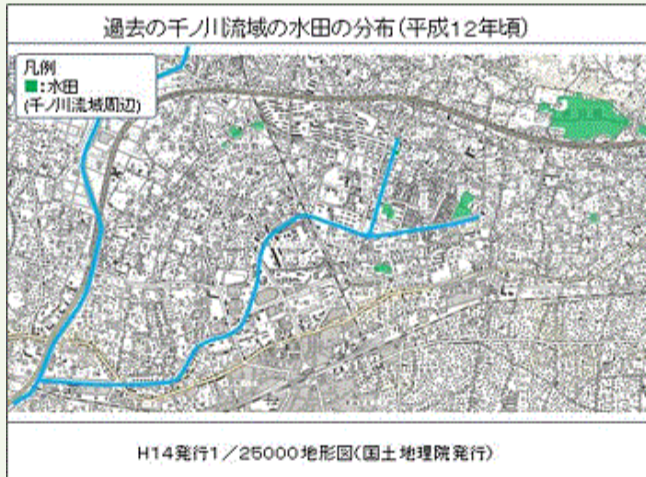 過去の千ノ川流域の水田の分布(平成12年頃)
凡例
■:水田
(千ノ川流域周辺)
H14発行1/25000地形図(国土地理院発行)